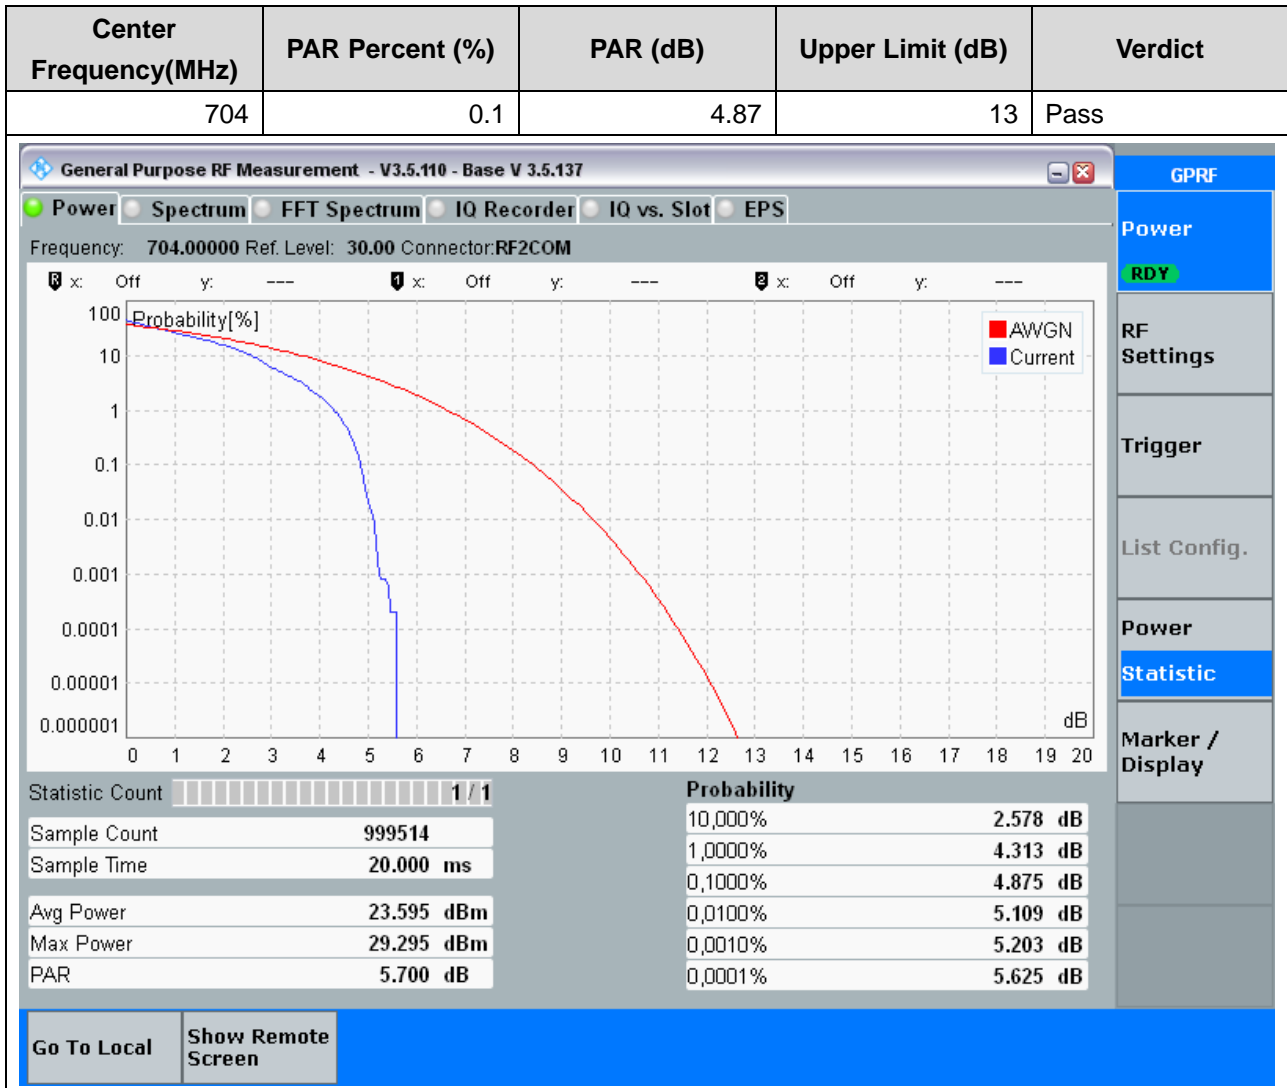 Center Frequency(MHz) PAR Percent (%) PAR (dB) Upper Limit (dB) Verdict
704 0.1 4.87 13 Pass
General Purpose RF Measurement - V3.5.110 - Base V 3.5.137
GPRF
Power Spectrum FFT Spectrum IQ Recorder IQ vs. Slot EPS
Frequency: 704.00000 Ref. Level: 30.00 Connector:RF2COM
R x: Off y: --- 1 x: Off y: --- 2 x: Off y: ---
Probability[%]
AWGN
Current
100
10
1
0.1
0.01
0.001
0.0001
0.00001
0.000001
dB
0 1 2 3 4 5 6 7 8 9 10 11 12 13 14 15 16 17 18 19 20
Statistic Count 1 / 1
Sample Count 999514
Sample Time 20.000 ms
Avg Power 23.595 dBm
Max Power 29.295 dBm
PAR 5.700 dB
Probability
10,000% 2.578 dB
1,0000% 4.313 dB
0,1000% 4.875 dB
0,0100% 5.109 dB
0,0010% 5.203 dB
0,0001% 5.625 dB
Power
RDY
RF
Settings
Trigger
List Config.
Power
Statistic
Marker /
Display
Go To Local
Show Remote
Screen